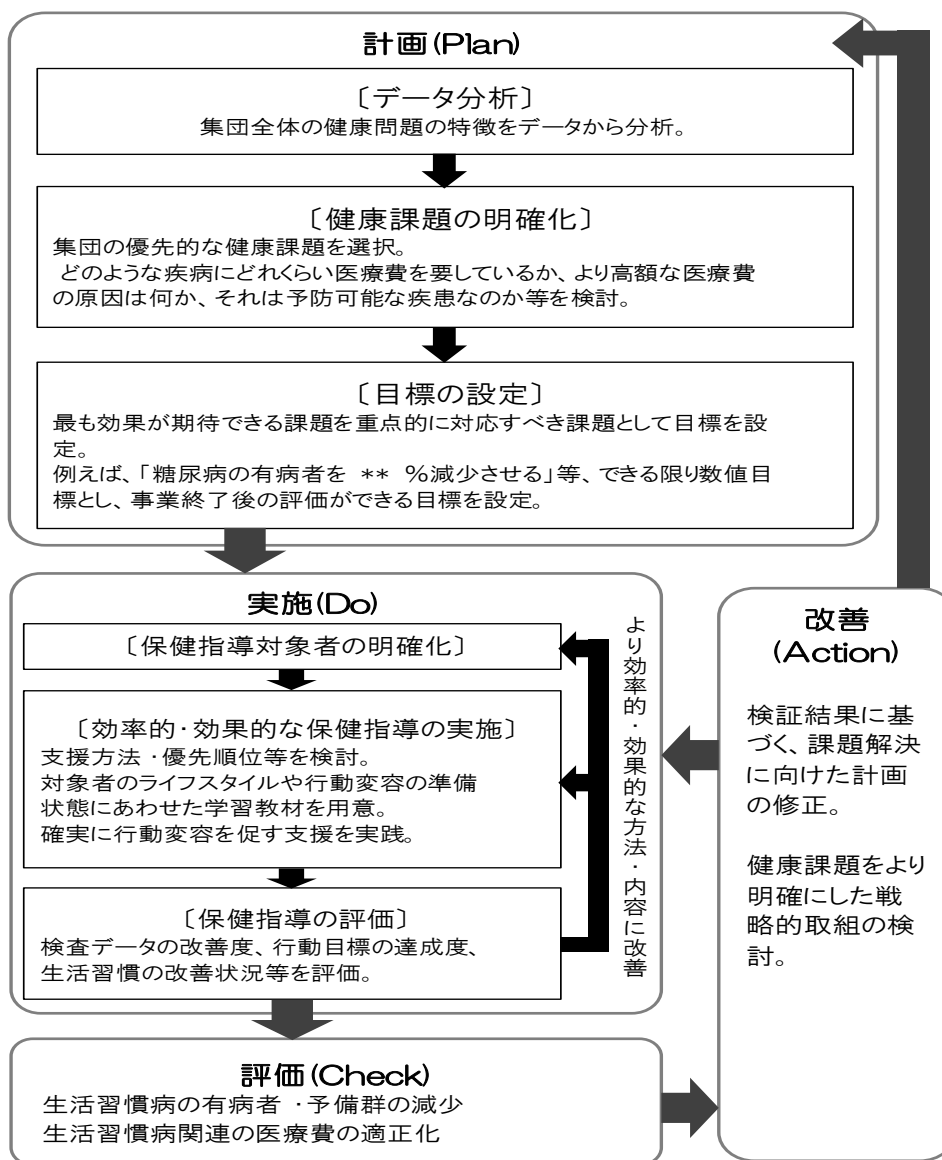 計画(Plan)
〔データ分析〕
集団全体の健康問題の特徴をデータから分析。
〔健康課題の明確化〕
集団の優先的な健康課題を選択。
どのような疾病にどれくらい医療費を要しているか、より高額な医療費
の原因は何か、それは予防可能な疾患なのか等を検討。
〔目標の設定〕
最も効果が期待できる課題を重点的に対応すべき課題として目標を設
定。
例えば、「糖尿病の有病者を ** %減少させる」等、できる限り数値目
標とし、事業終了後の評価ができる目標を設定。
実施(Do)
〔保健指導対象者の明確化〕
〔効率的・効果的な保健指導の実施〕
支援方法・優先順位等を検討。
対象者のライフスタイルや行動変容の準備
状態にあわせた学習教材を用意。
確実に行動変容を促す支援を実践。
〔保健指導の評価〕
検査データの改善度、行動目標の達成度、
生活習慣の改善状況等を評価。
より効率的・効果的な方法・内容に改善
評価(Check)
生活習慣病の有病者・予備群の減少
生活習慣病関連の医療費の適正化
改善
(Action)
検証結果に基
づく、課題解決
に向けた計画
の修正。
健康課題をより
明確にした戦
略的取組の検
討。